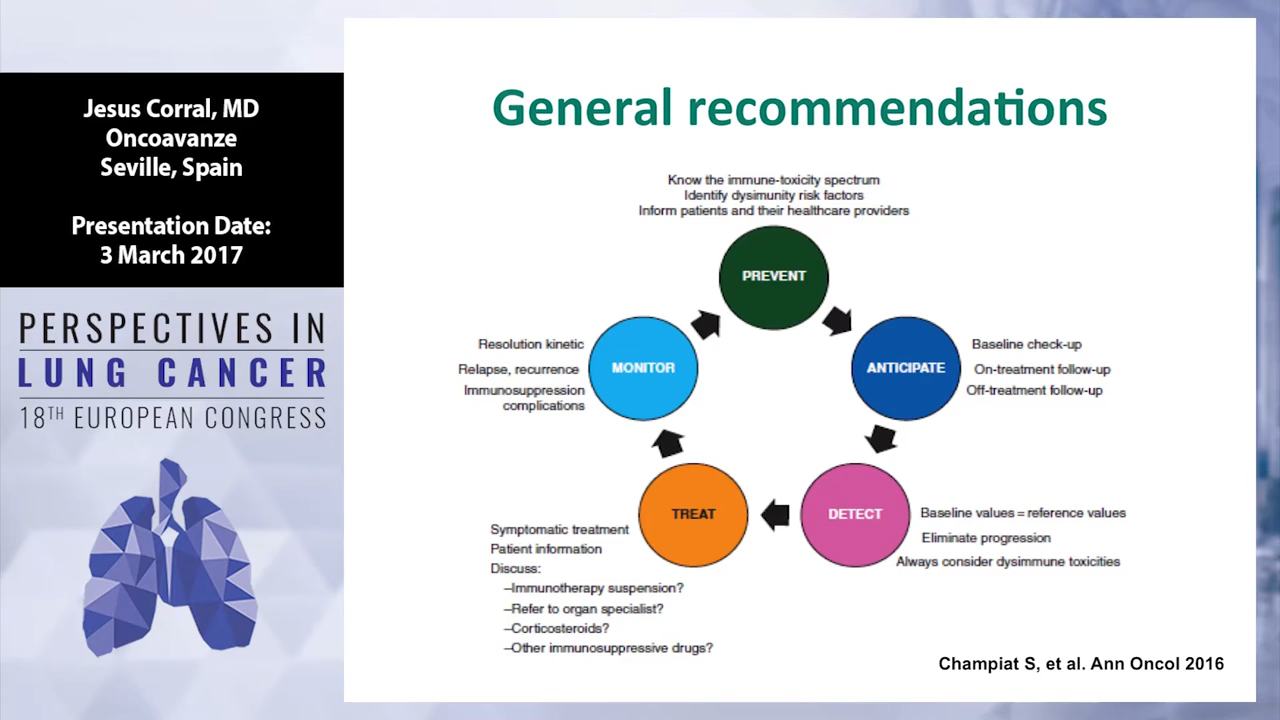 Jesus Corral, MD
Oncoavanze
Seville, Spain
Presentation Date:
3 March 2017
PERSPECTIVES IN
LUNG CANCER
18TH EUROPEAN CONGRESS
General recommendations
Know the immune-toxicity spectrum
Identify dysimunity risk factors
Inform patients and their healthcare providers
PREVENT
ANTICIPATE
Baseline check-up
On-treatment follow-up
Off-treatment follow-up
DETECT
Baseline values = reference values
Eliminate progression
Always consider dysimmune toxicities
TREAT
Symptomatic treatment
Patient information
Discuss:
–Immunotherapy suspension?
–Refer to organ specialist?
–Corticosteroids?
–Other immunosuppressive drugs?
MONITOR
Resolution kinetic
Relapse, recurrence
Immunosuppression
complications
Champiat S, et al. Ann Oncol 2016